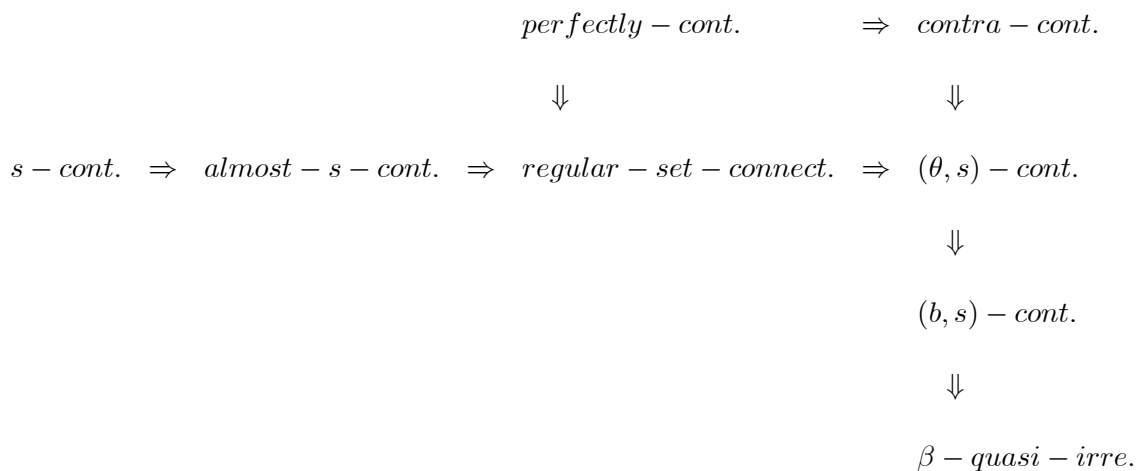 perfectly − cont. ⇒ contra − cont.
⇓ ⇓
s − cont. ⇒ almost − s − cont. ⇒ regular − set − connect. ⇒ (θ, s) − cont.
⇓
(b, s) − cont.
⇓
β − quasi − irre.